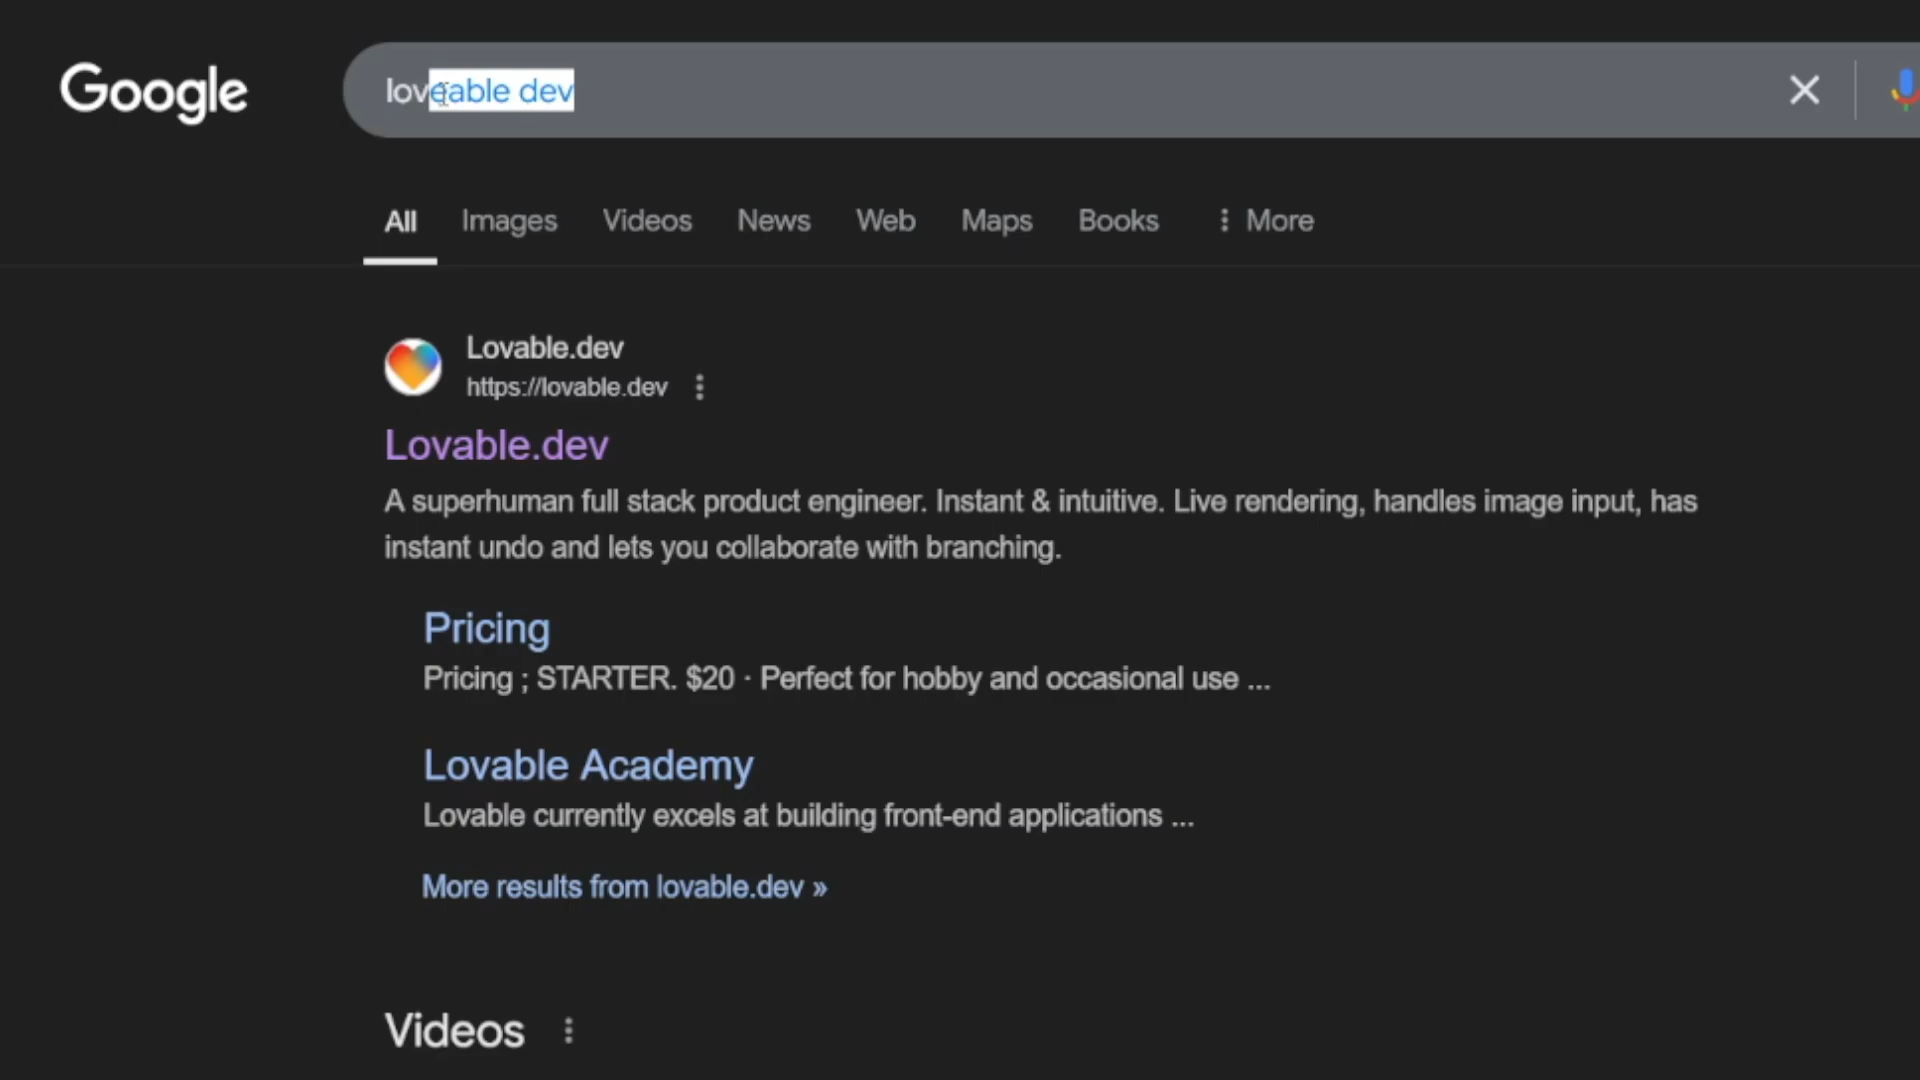 Google
loveable dev
All Images Videos News Web Maps Books More
Lovable.dev
https://lovable.dev
Lovable.dev
A superhuman full stack product engineer. Instant & intuitive. Live rendering, handles image input, has
instant undo and lets you collaborate with branching.
Pricing
Pricing ; STARTER. $20 · Perfect for hobby and occasional use ...
Lovable Academy
Lovable currently excels at building front-end applications ...
More results from lovable.dev »
Videos